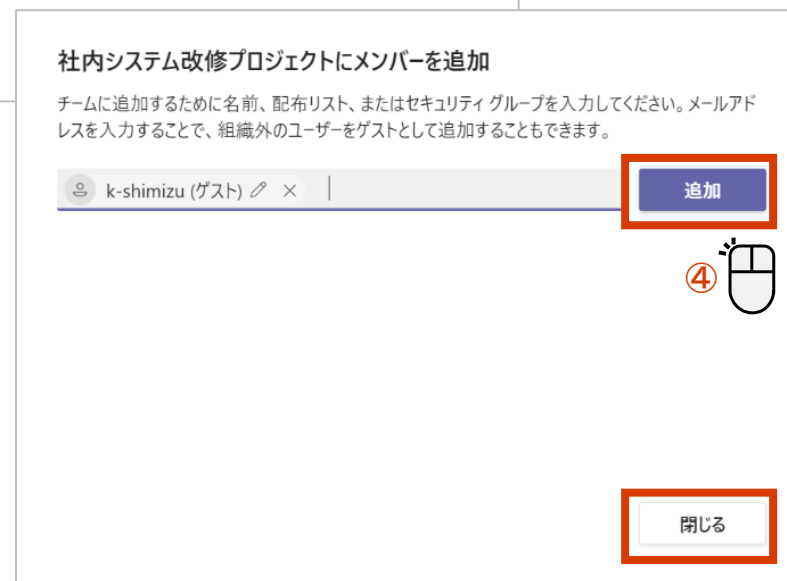 社内システム改修プロジェクトにメンバーを追加
チームに追加するために名前、配布リスト、またはセキュリティ グループを入力してください。メールアド
レスを入力することで、組織外のユーザーをゲストとして追加することもできます。
k-shimizu (ゲスト)
追加
④
閉じる